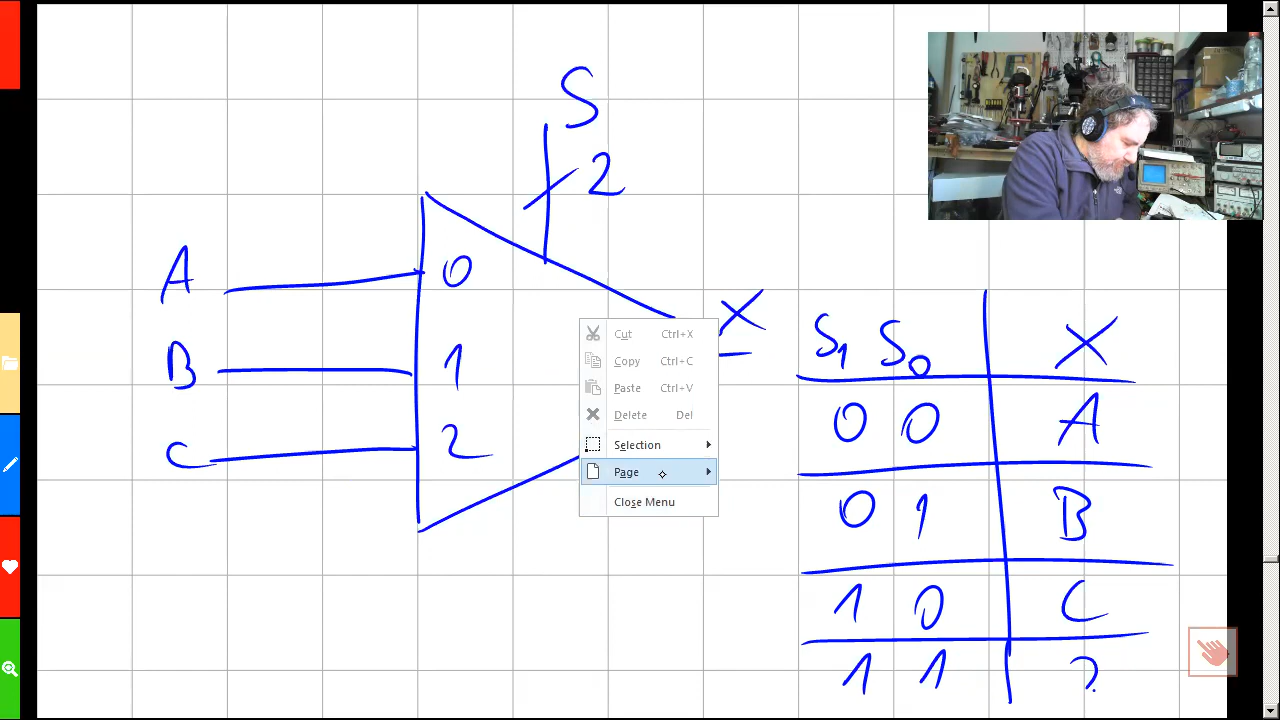 S
2
A 0
B 1
C 2
X
S1 S0 X
0 0 A
0 1 B
1 0 C
1 1 ?
Cut Ctrl+X
Copy Ctrl+C
Paste Ctrl+V
Delete Del
Selection
Page
Close Menu